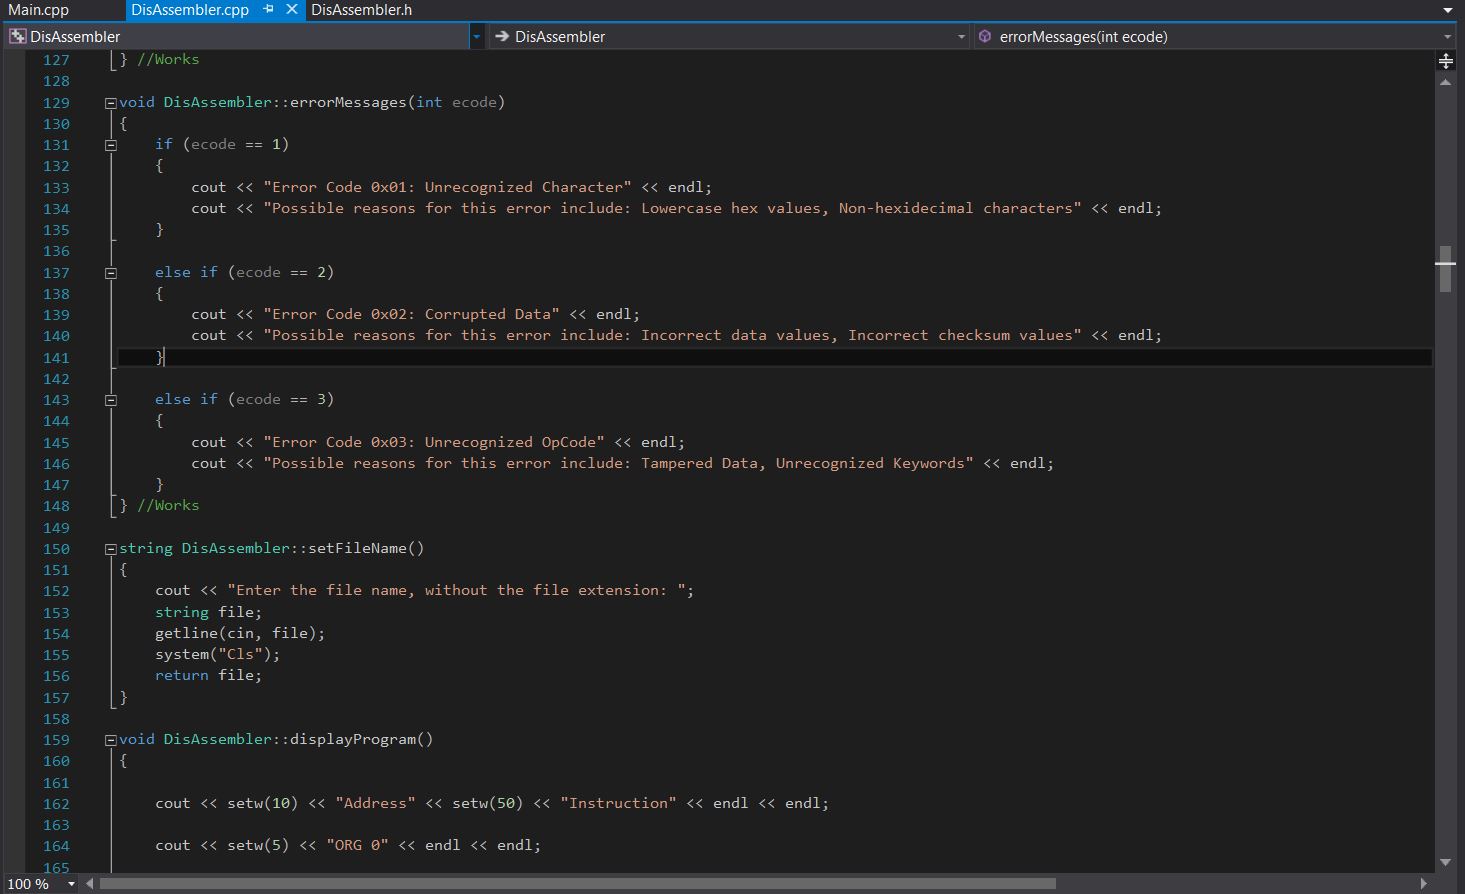 Main.cpp DisAssembler.cpp DisAssembler.h
DisAssembler DisAssembler errorMessages(int ecode)
127 } //Works
128
129 void DisAssembler::errorMessages(int ecode)
130 {
131 if (ecode == 1)
132 {
133 cout << "Error Code 0x01: Unrecognized Character" << endl;
134 cout << "Possible reasons for this error include: Lowercase hex values, Non-hexidecimal characters" << endl;
135 }
136
137 else if (ecode == 2)
138 {
139 cout << "Error Code 0x02: Corrupted Data" << endl;
140 cout << "Possible reasons for this error include: Incorrect data values, Incorrect checksum values" << endl;
141 }
142
143 else if (ecode == 3)
144 {
145 cout << "Error Code 0x03: Unrecognized OpCode" << endl;
146 cout << "Possible reasons for this error include: Tampered Data, Unrecognized Keywords" << endl;
147 }
148 } //Works
149
150 string DisAssembler::setFileName()
151 {
152 cout << "Enter the file name, without the file extension: ";
153 string file;
154 getline(cin, file);
155 system("Cls");
156 return file;
157 }
158
159 void DisAssembler::displayProgram()
160 {
161
162 cout << setw(10) << "Address" << setw(50) << "Instruction" << endl << endl;
163
164 cout << setw(5) << "ORG 0" << endl << endl;
165
100 %